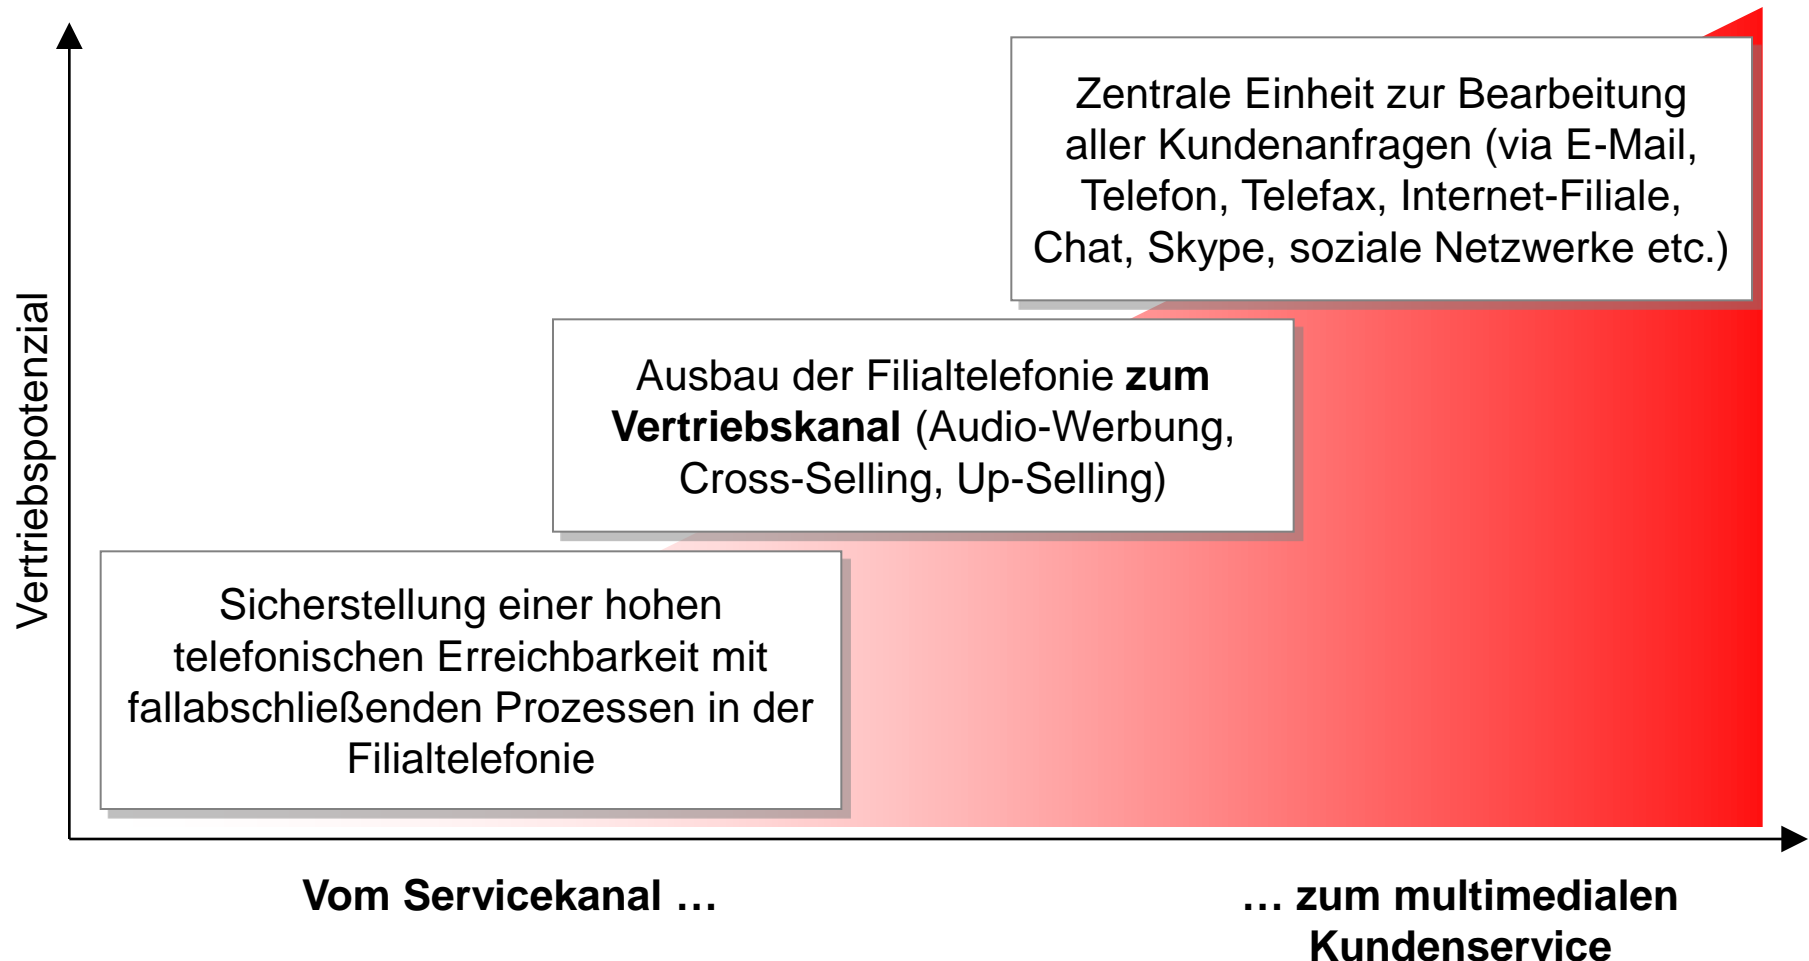 Zentrale Einheit zur Bearbeitung
aller Kundenanfragen (via E-Mail,
Telefon, Telefax, Internet-Filiale,
Chat, Skype, soziale Netzwerke etc.)
Ausbau der Filialtelefonie zum
Vertriebskanal (Audio-Werbung,
Cross-Selling, Up-Selling)
Sicherstellung einer hohen
telefonischen Erreichbarkeit mit
fallabschließenden Prozessen in der
Filialtelefonie
Vertriebspotenzial
Vom Servicekanal …
… zum multimedialen
Kundenservice